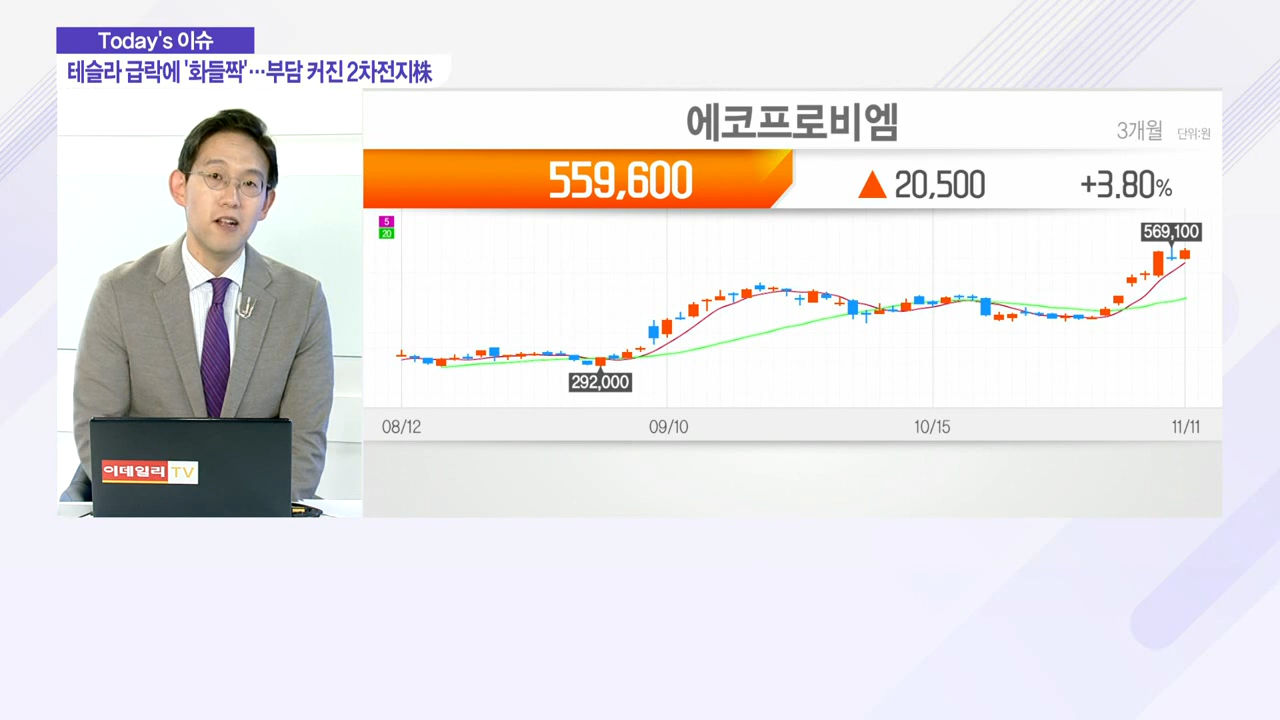 Today's 이슈
테슬라 급락에 '화들짝'…부담 커진 2차전지株
에코프로비엠
3개월 단위:원
559,600 ▲ 20,500 +3.80%
5
20
569,100
292,000
08/12 09/10 10/15 11/11
이데일리 TV